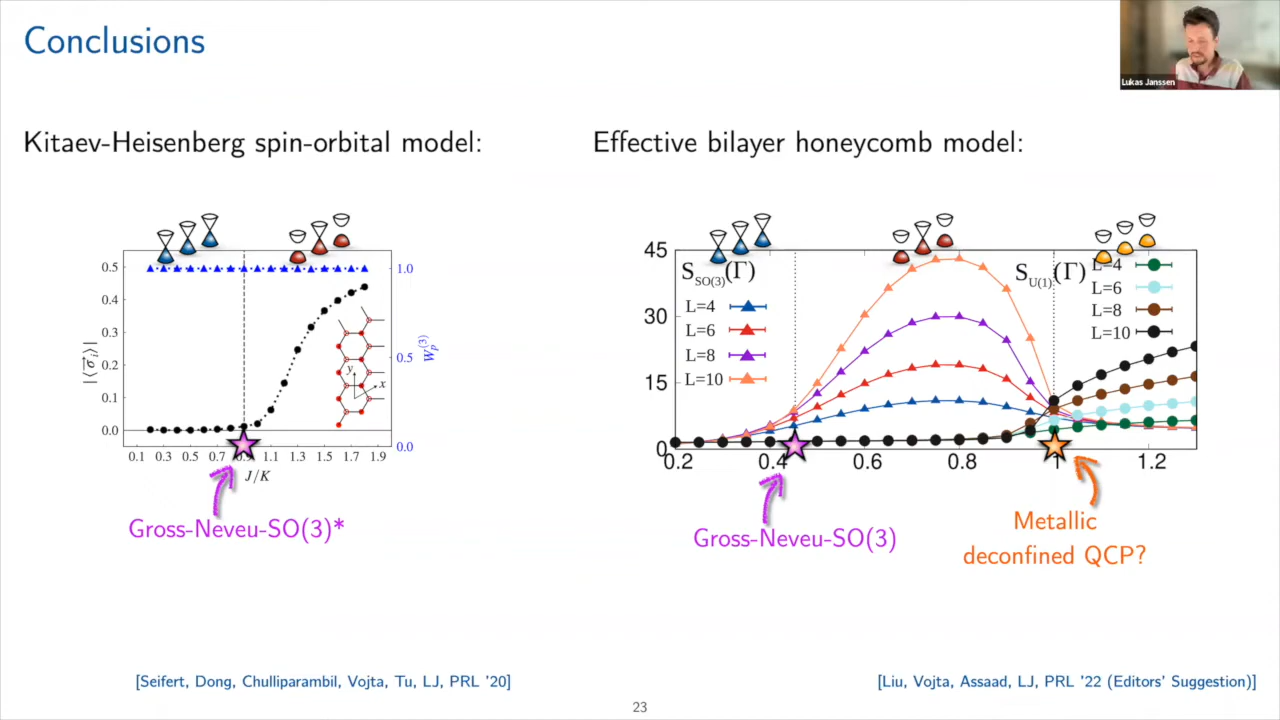 Conclusions
Lukas Janssen
Kitaev-Heisenberg spin-orbital model:
Effective bilayer honeycomb model:
0.5
0.4
0.3
0.2
0.1
0.0
|⟨σ⃗ᵢ⟩|
1.0
0.5
0.0
W_p^(3)
y
x
0.1 0.3 0.5 0.7 0.9 1.1 1.3 1.5 1.7 1.9
J/K
Gross-Neveu-SO(3)*
45
30
15
0
S_SO(3)(Γ)
L=4
L=6
L=8
L=10
S_U(1)(Γ)
L=4
L=6
L=8
L=10
0.2 0.4 0.6 0.8 1 1.2
Gross-Neveu-SO(3)
Metallic
deconfined QCP?
[Seifert, Dong, Chulliparambil, Vojta, Tu, LJ, PRL '20]
[Liu, Vojta, Assaad, LJ, PRL '22 (Editors' Suggestion)]
23